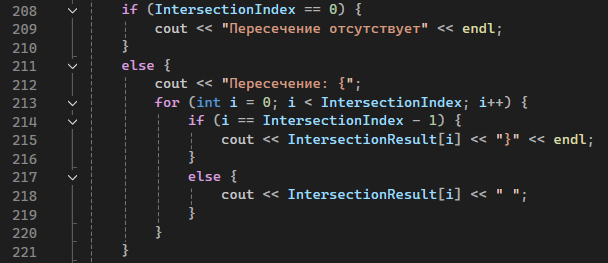 208 if (IntersectionIndex == 0) {
209 cout << "Пересечение отсутствует" << endl;
210 }
211 else {
212 cout << "Пересечение: {";
213 for (int i = 0; i < IntersectionIndex; i++) {
214 if (i == IntersectionIndex - 1) {
215 cout << IntersectionResult[i] << "}" << endl;
216 }
217 else {
218 cout << IntersectionResult[i] << " ";
219 }
220 }
221 }